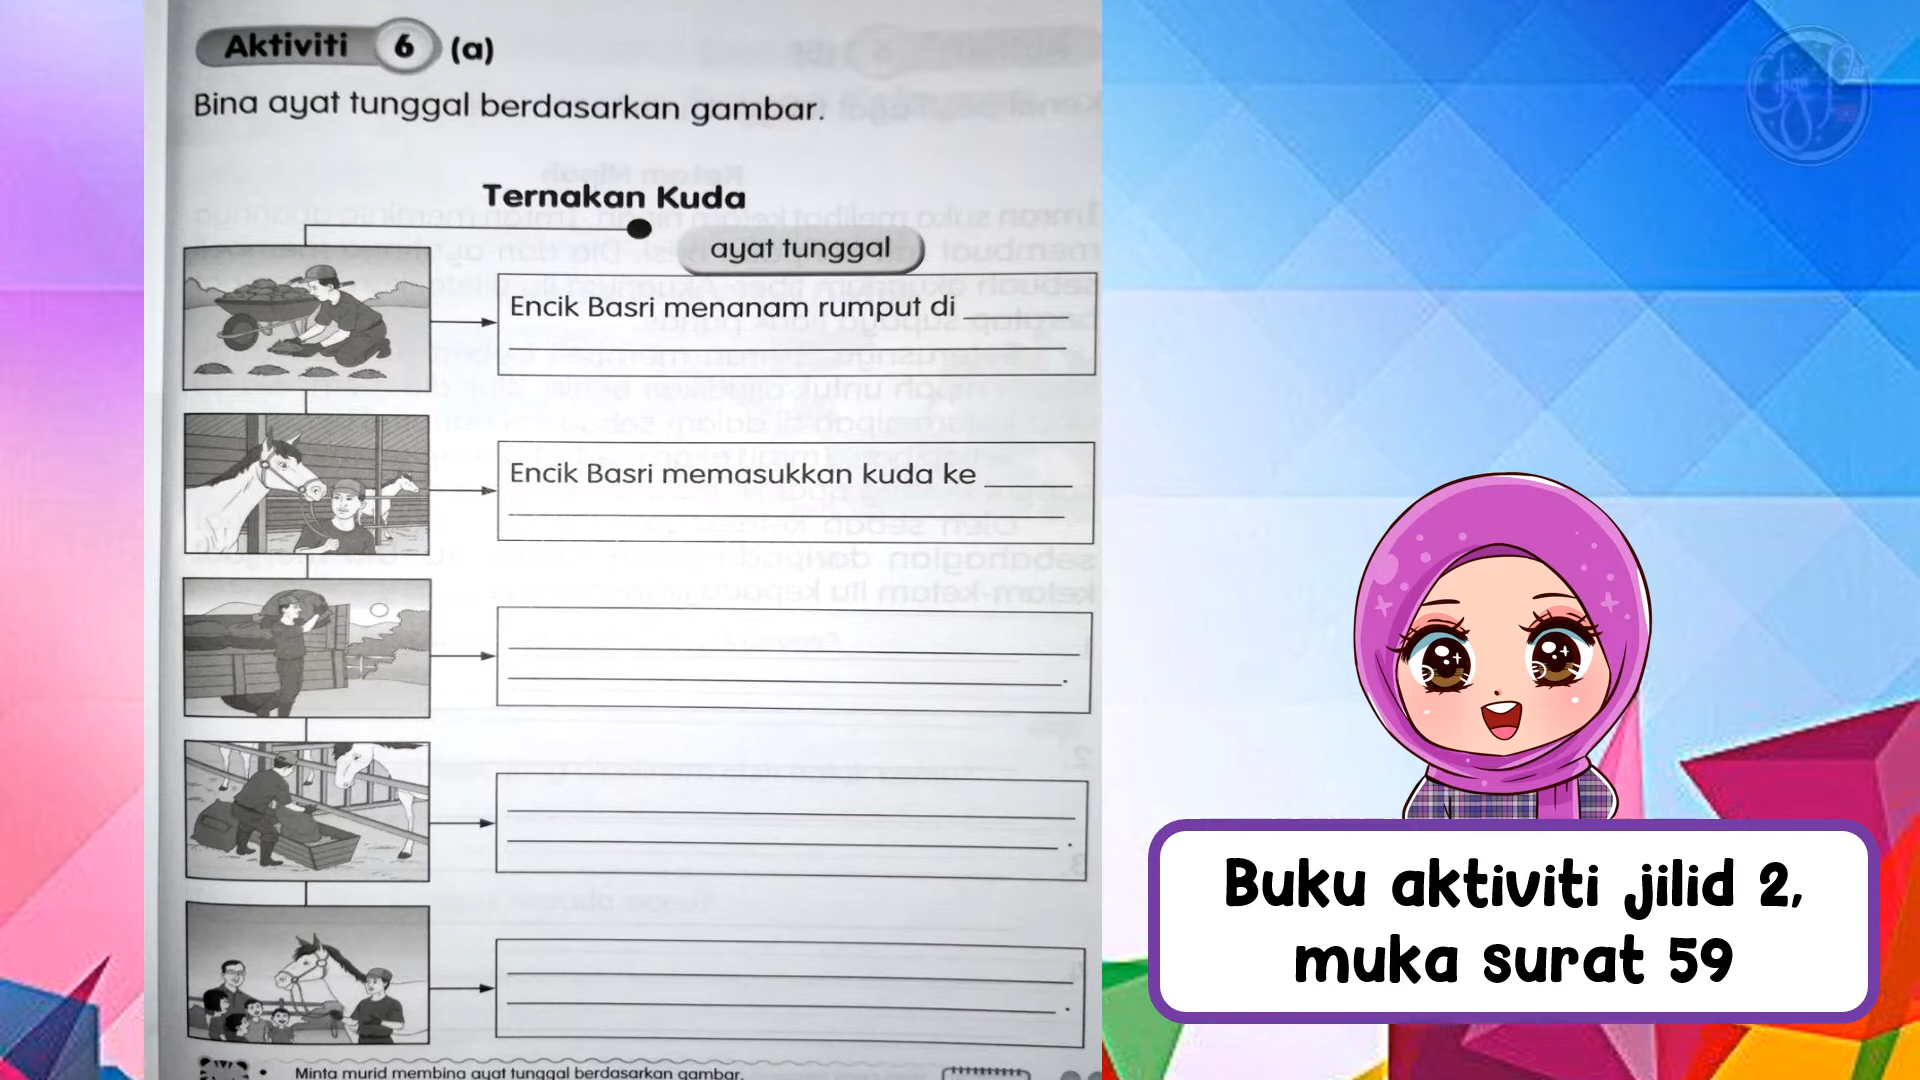 Aktiviti 6 (a)
Bina ayat tunggal berdasarkan gambar.
Ternakan Kuda
ayat tunggal
Encik Basri menanam rumput di
Encik Basri memasukkan kuda ke
Minta murid membina ayat tunggal berdasarkan gambar.
Buku aktiviti jilid 2,
muka surat 59